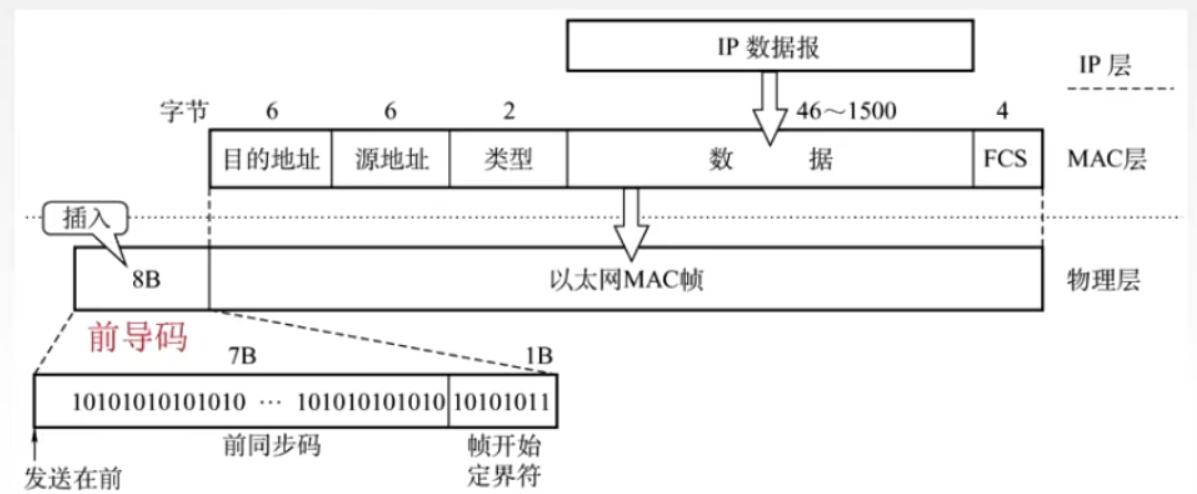 IP 数据报
IP 层
字节 6 6 2 46～1500 4
目的地址 源地址 类型 数 据 FCS MAC层
插入
8B 以太网MAC帧 物理层
前导码
7B 1B
10101010101010 ··· 101010101010 10101011
前同步码 帧开始
定界符
发送在前